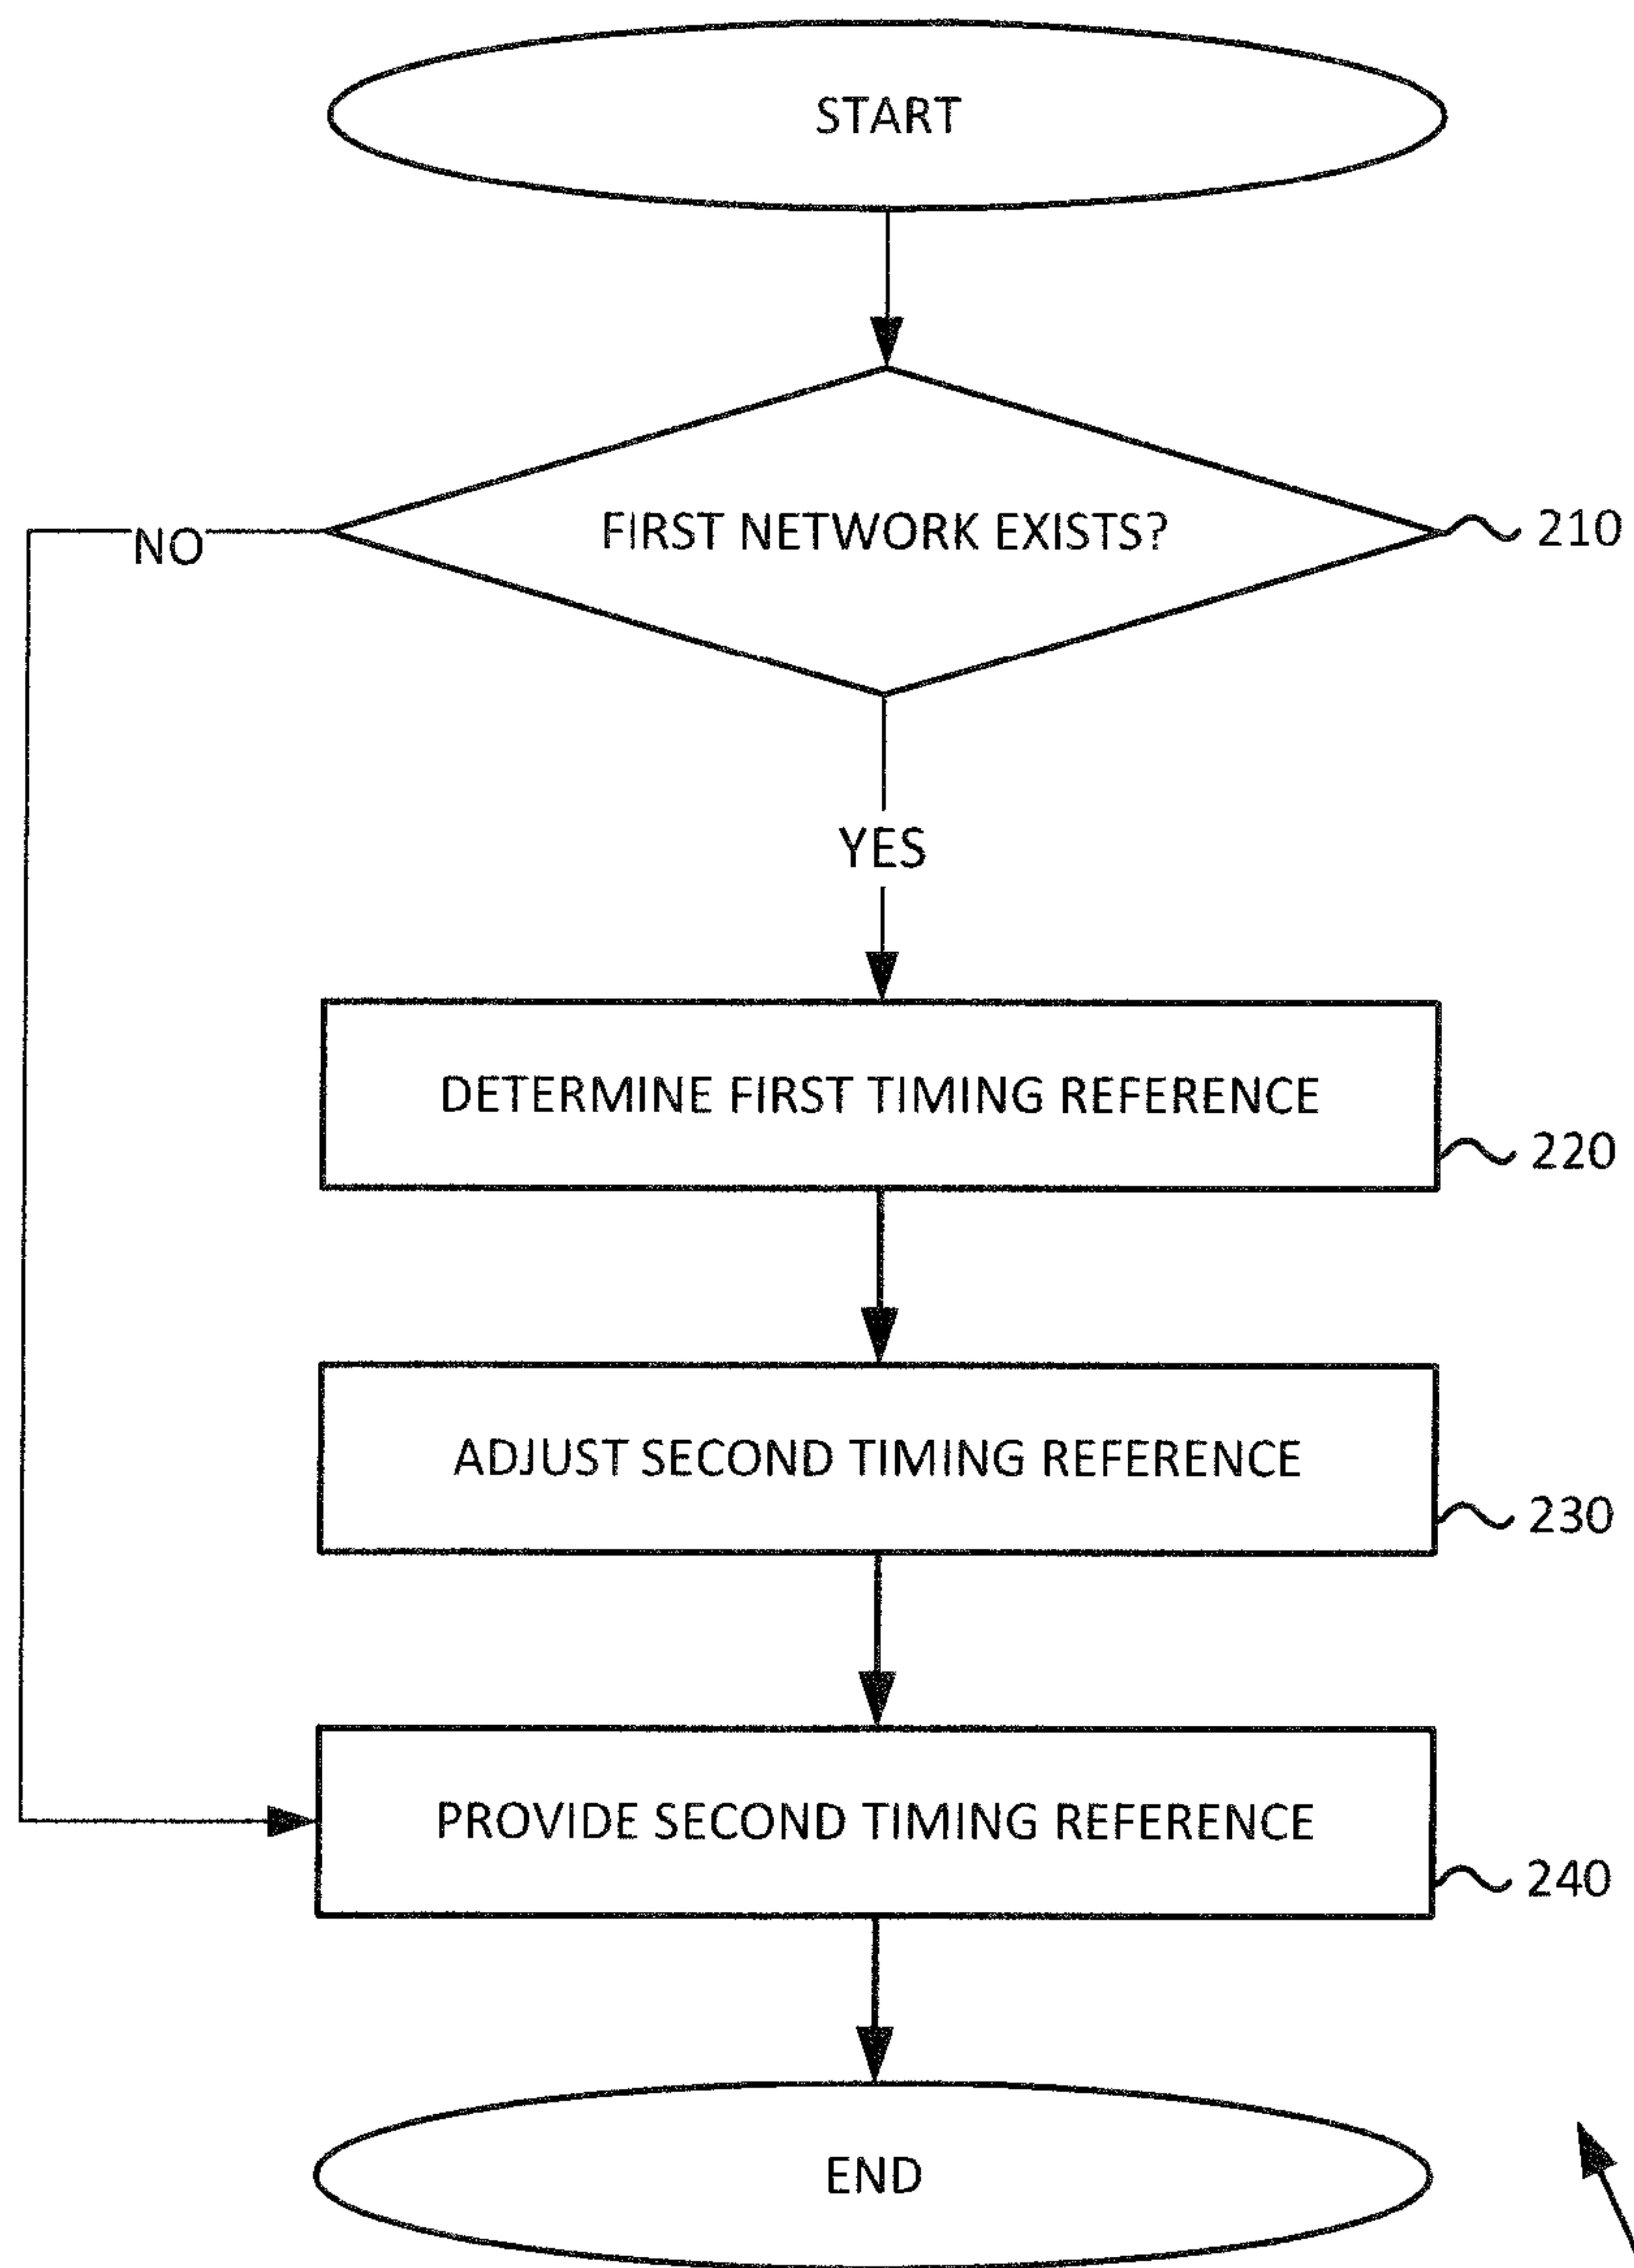 START
FIRST NETWORK EXISTS?
210
NO
YES
DETERMINE FIRST TIMING REFERENCE
220
ADJUST SECOND TIMING REFERENCE
230
PROVIDE SECOND TIMING REFERENCE
240
END